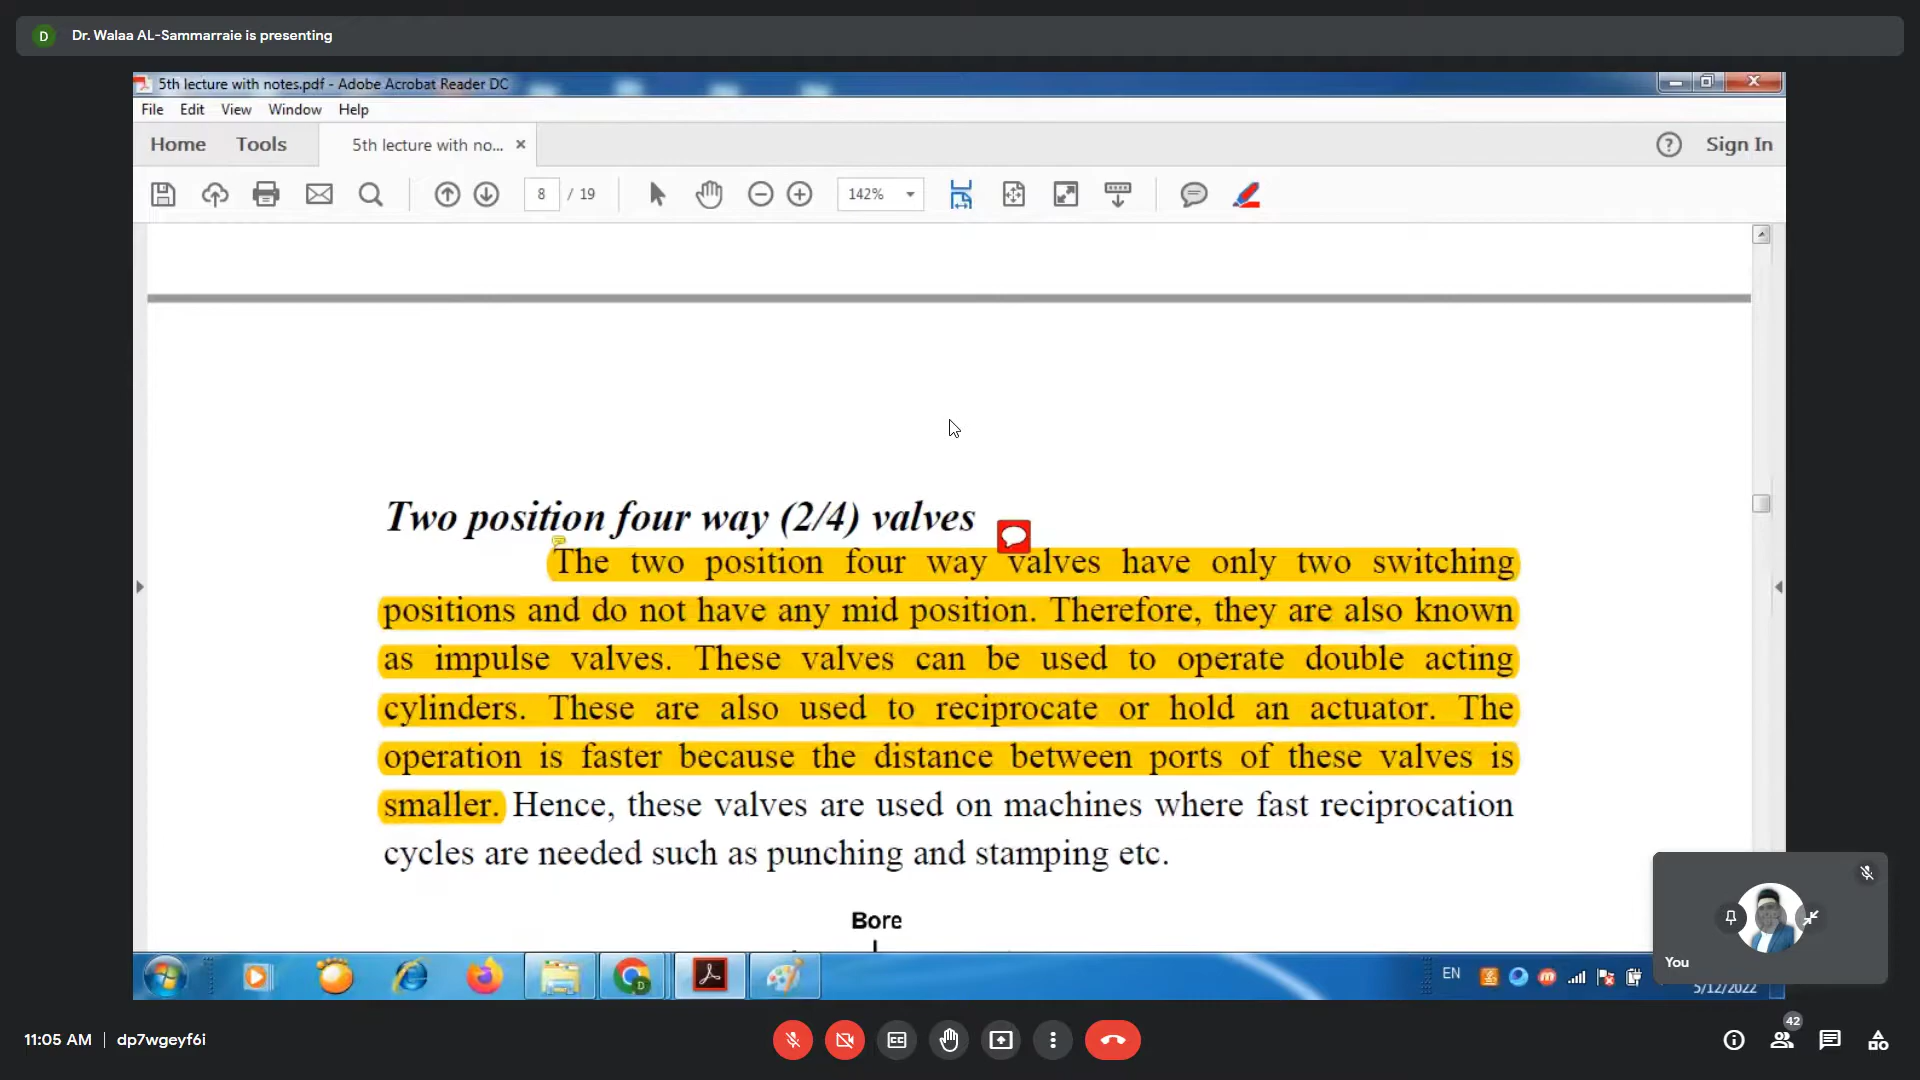 D Dr. Walaa AL-Sammarraie is presenting
5th lecture with notes.pdf - Adobe Acrobat Reader DC
File Edit View Window Help
Home Tools 5th lecture with no... × ? Sign In
8 / 19 142%
Two position four way (2/4) valves
The two position four way valves have only two switching
positions and do not have any mid position. Therefore, they are also known
as impulse valves. These valves can be used to operate double acting
cylinders. These are also used to reciprocate or hold an actuator. The
operation is faster because the distance between ports of these valves is
smaller. Hence, these valves are used on machines where fast reciprocation
cycles are needed such as punching and stamping etc.
Bore
You
EN
5/12/2022
11:05 AM | dp7wgeyf6i
42